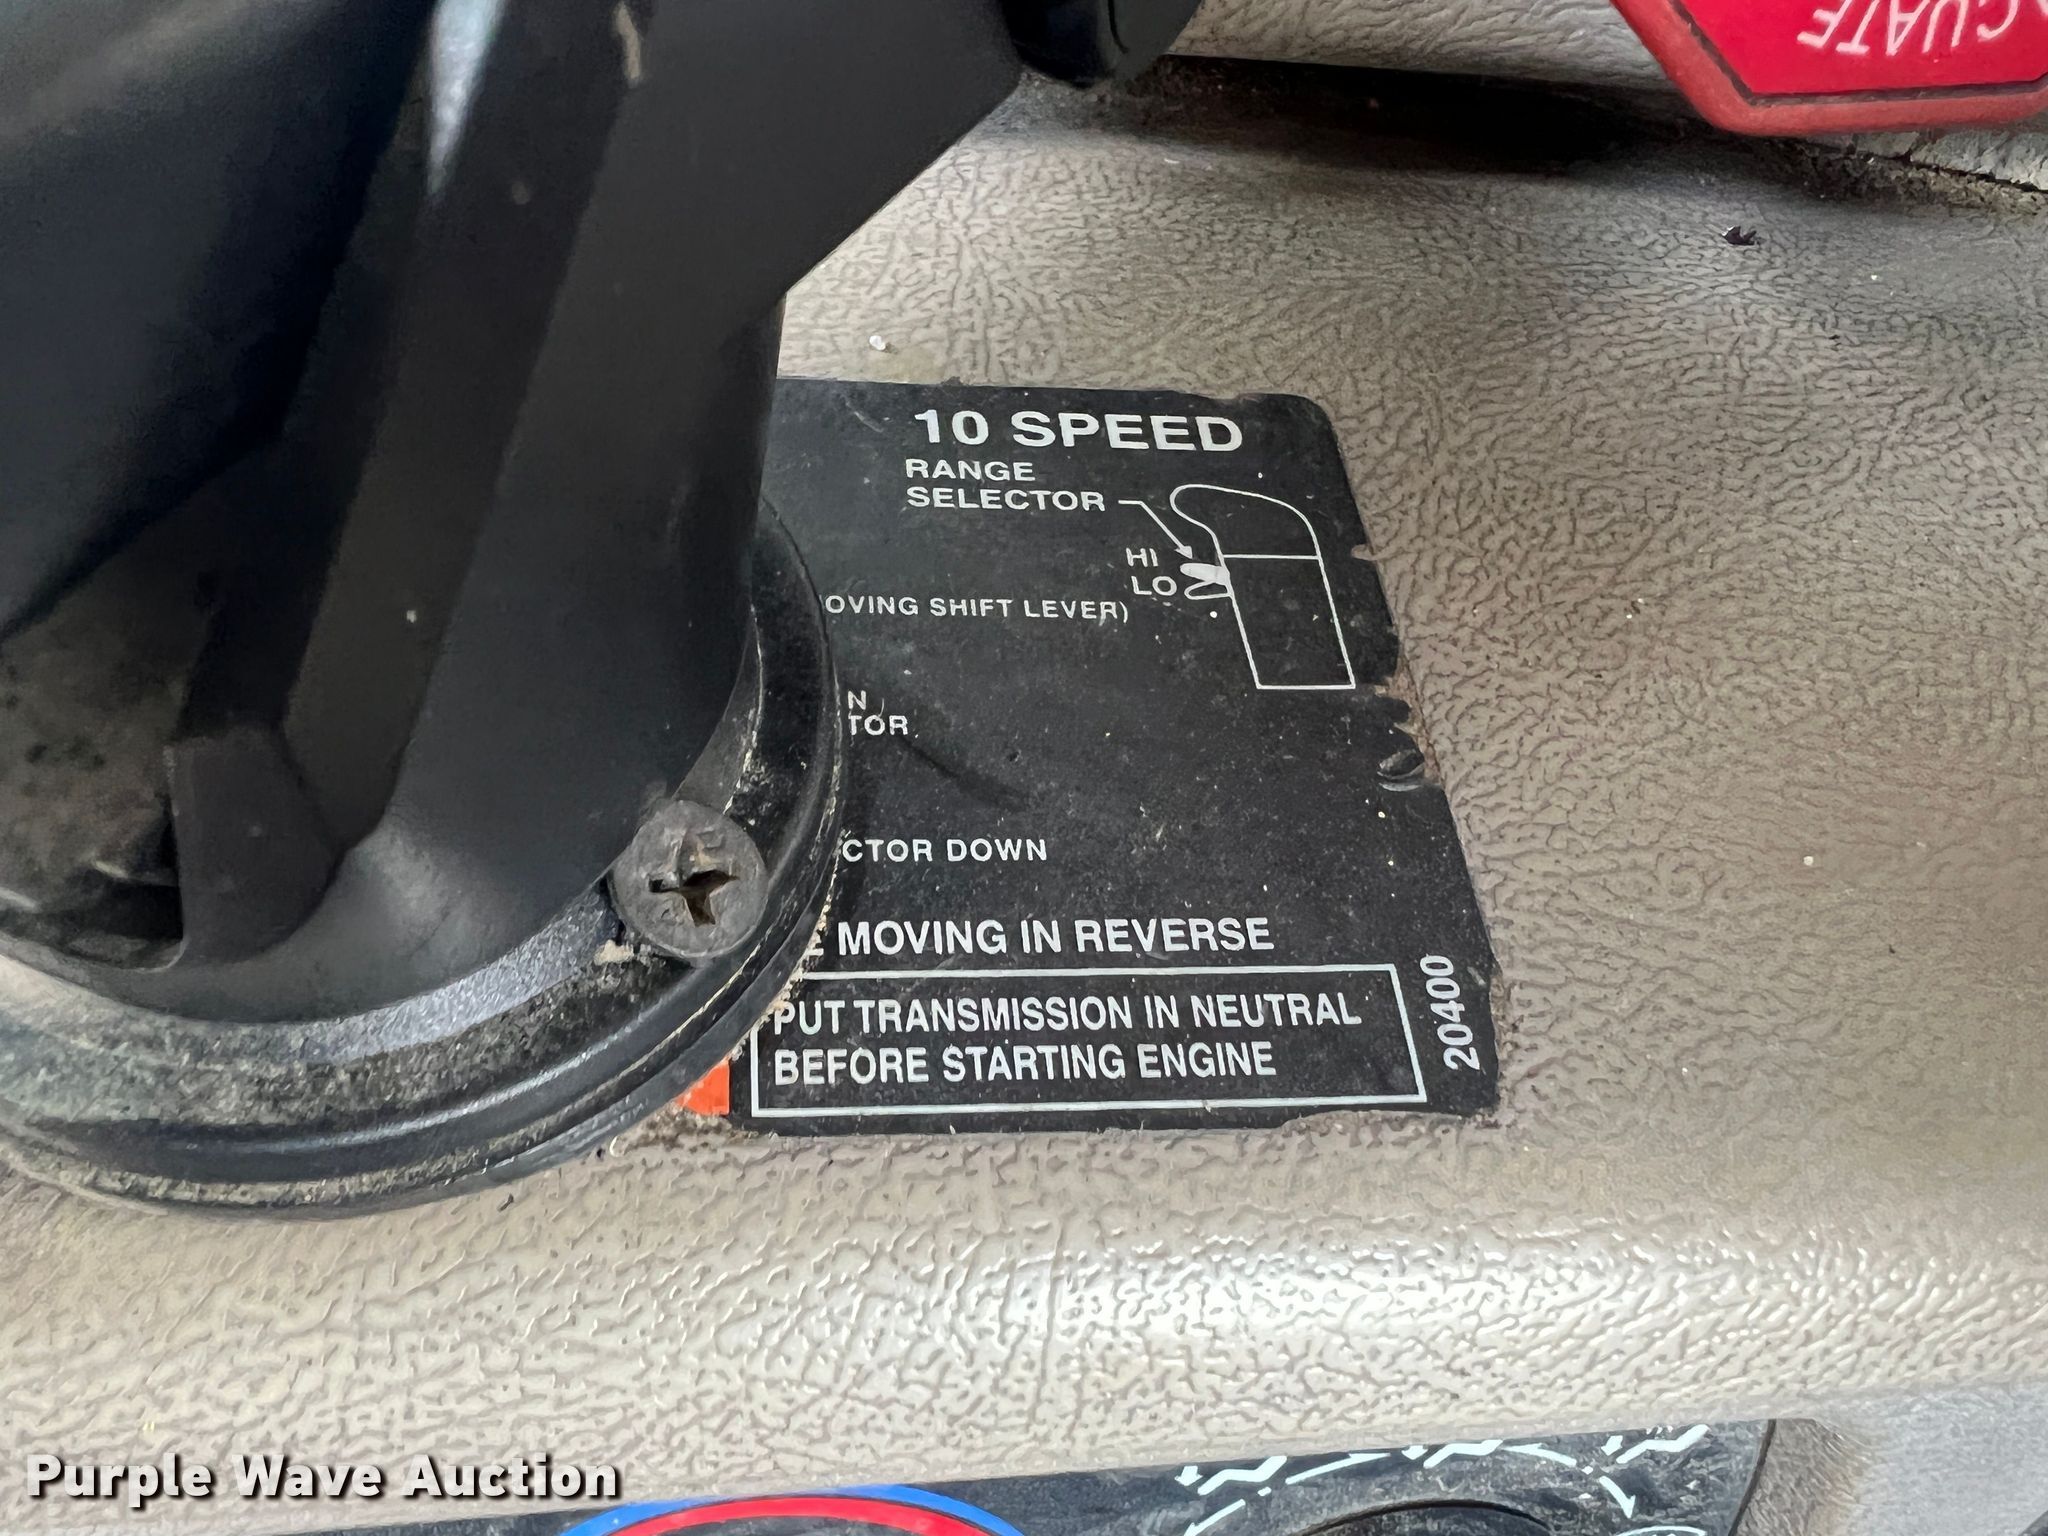 10 SPEED
RANGE
SELECTOR
HI
LO
OVING SHIFT LEVER)
N
TOR
CTOR DOWN
E MOVING IN REVERSE
PUT TRANSMISSION IN NEUTRAL
BEFORE STARTING ENGINE
20400
CUATE
Purple Wave Auction